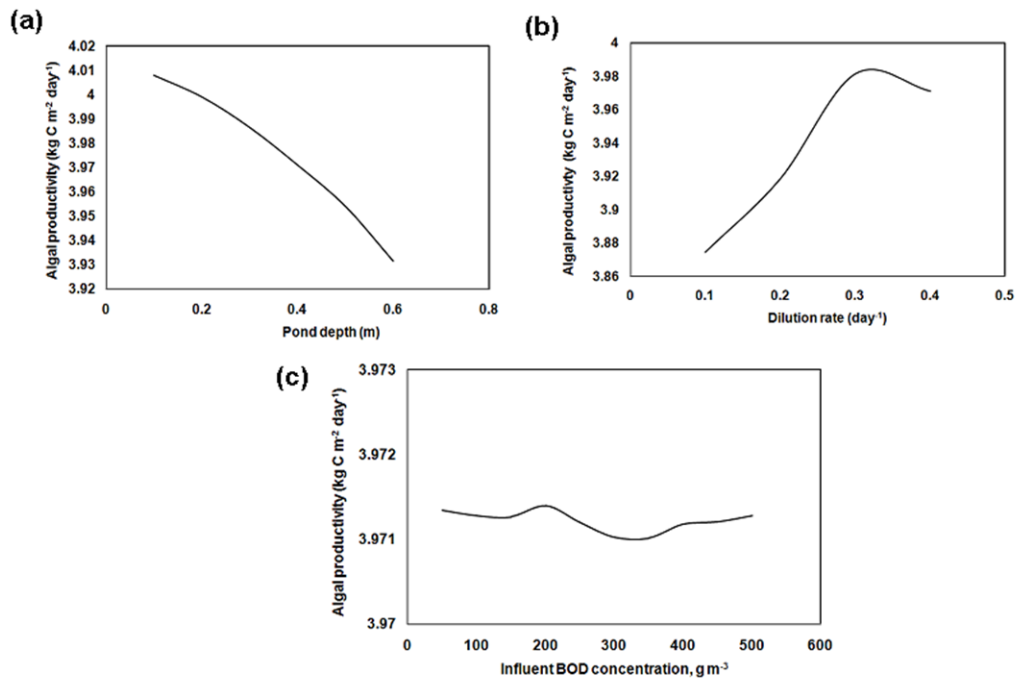 (a)
Algal productivity (kg C m⁻² day⁻¹)
4.02
4.01
4
3.99
3.98
3.97
3.96
3.95
3.94
3.93
3.92
0 0.2 0.4 0.6 0.8
Pond depth (m)
(b)
Algal productivity (kg C m⁻² day⁻¹)
4
3.98
3.96
3.94
3.92
3.9
3.88
3.86
0 0.1 0.2 0.3 0.4 0.5
Dilution rate (day⁻¹)
(c)
Algal productivity (kg C m⁻² day⁻¹)
3.973
3.972
3.971
3.97
0 100 200 300 400 500 600
Influent BOD concentration, g m⁻³